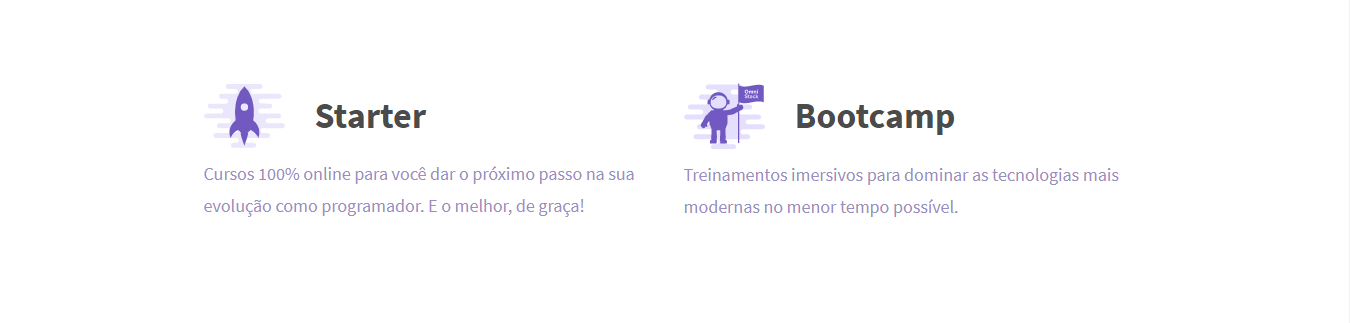 Starter
Cursos 100% online para você dar o próximo passo na sua
evolução como programador. E o melhor, de graça!
Omni
Stack
Bootcamp
Treinamentos imersivos para dominar as tecnologias mais
modernas no menor tempo possível.